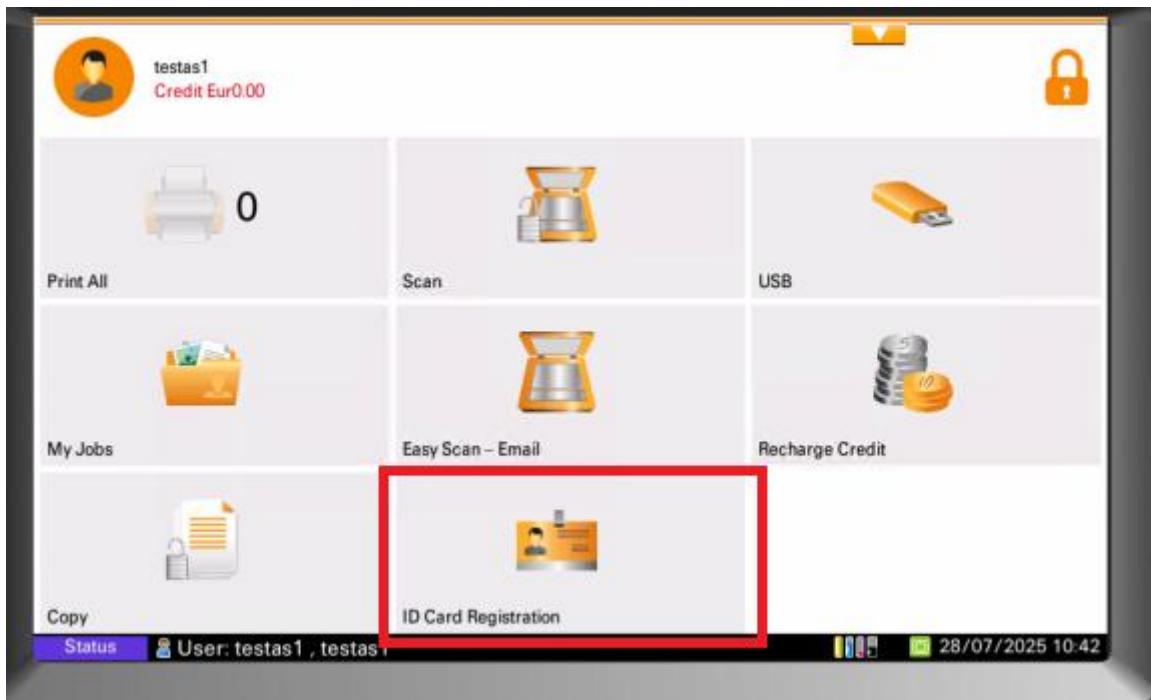 testas1
Credit Eur0.00
0
Print All
Scan
USB
My Jobs
Easy Scan – Email
Recharge Credit
Copy
ID Card Registration
Status
User: testas1 , testas1
28/07/2025 10:42